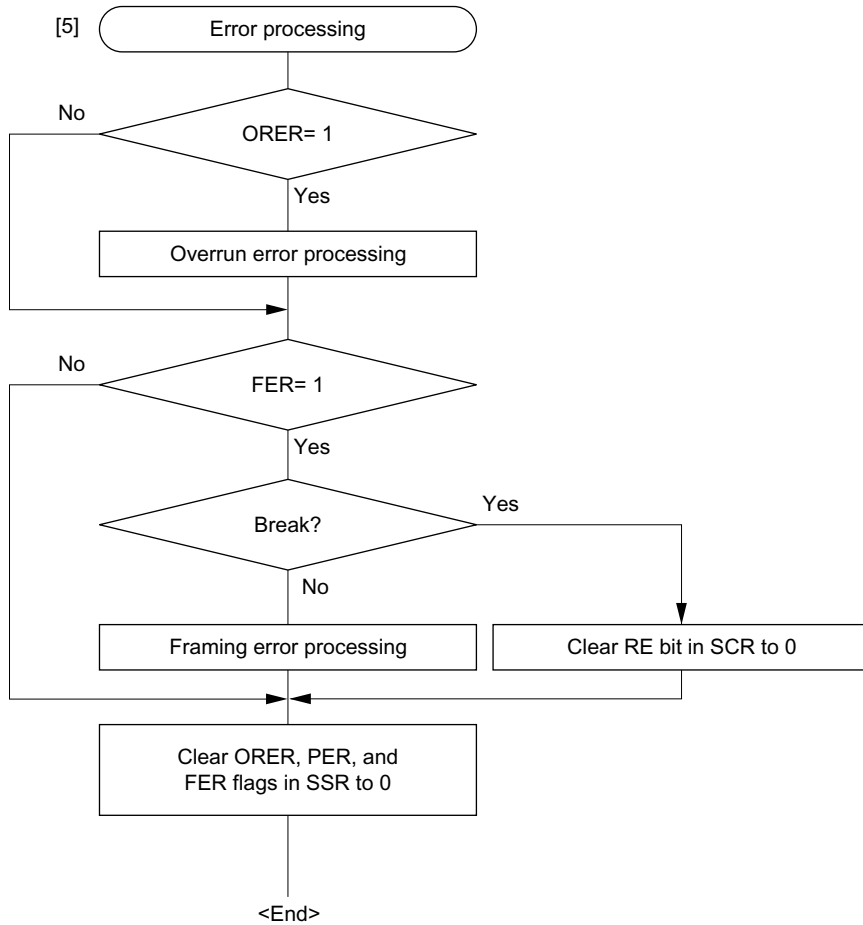 [5]
Error processing
No
ORER= 1
Yes
Overrun error processing
No
FER= 1
Yes
Break?
Yes
No
Framing error processing
Clear RE bit in SCR to 0
Clear ORER, PER, and
FER flags in SSR to 0
<End>